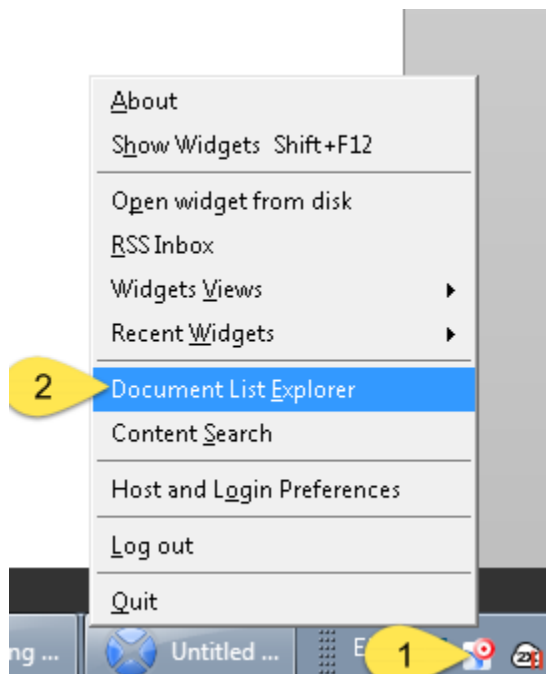 About
Show Widgets Shift+F12
Open widget from disk
RSS Inbox
Widgets Views
Recent Widgets
2
Document List Explorer
Content Search
Host and Login Preferences
Log out
Quit
ng ...
Untitled ...
E
1